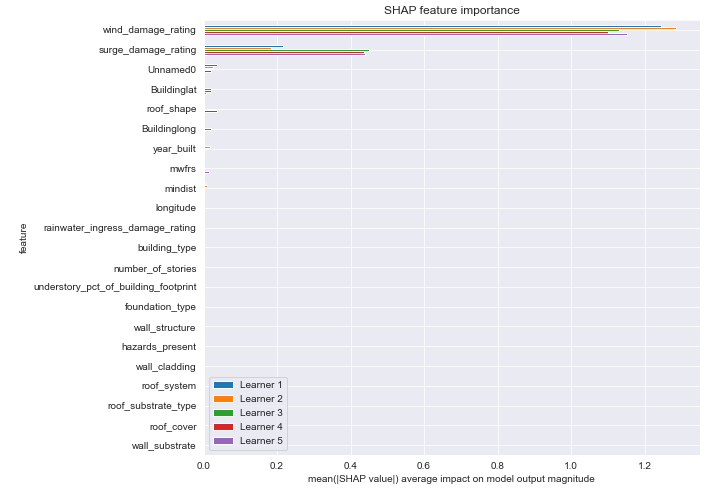 SHAP feature importance
wind_damage_rating
surge_damage_rating
Unnamed0
Buildinglat
roof_shape
Buildinglong
year_built
mwfrs
mindist
longitude
rainwater_ingress_damage_rating
building_type
number_of_stories
understory_pct_of_building_footprint
foundation_type
wall_structure
hazards_present
wall_cladding
roof_system
roof_substrate_type
roof_cover
wall_substrate
feature
Learner 1
Learner 2
Learner 3
Learner 4
Learner 5
0.0 0.2 0.4 0.6 0.8 1.0 1.2
mean(|SHAP value|) average impact on model output magnitude